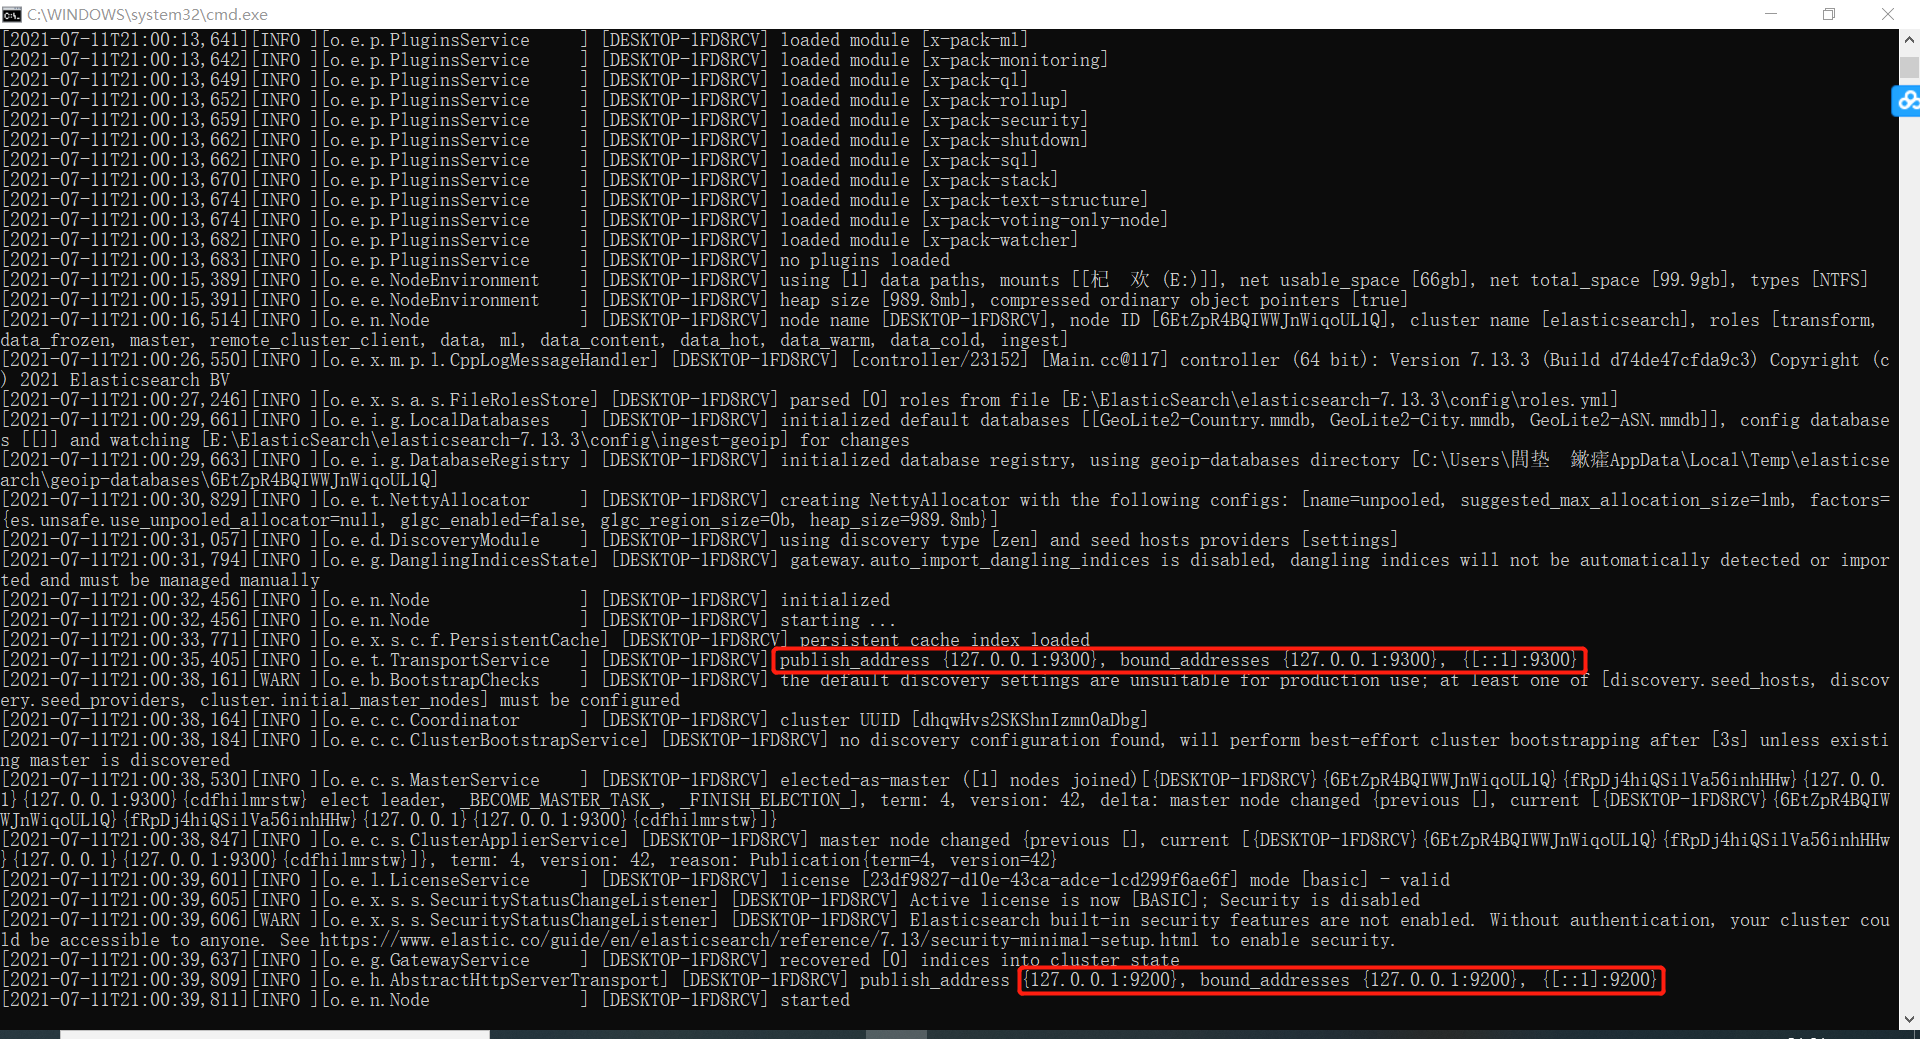 C:\WINDOWS\system32\cmd.exe
[2021-07-11T21:00:13,641][INFO ][o.e.p.PluginsService     ] [DESKTOP-1FD8RCV] loaded module [x-pack-ml]
[2021-07-11T21:00:13,642][INFO ][o.e.p.PluginsService     ] [DESKTOP-1FD8RCV] loaded module [x-pack-monitoring]
[2021-07-11T21:00:13,649][INFO ][o.e.p.PluginsService     ] [DESKTOP-1FD8RCV] loaded module [x-pack-ql]
[2021-07-11T21:00:13,652][INFO ][o.e.p.PluginsService     ] [DESKTOP-1FD8RCV] loaded module [x-pack-rollup]
[2021-07-11T21:00:13,659][INFO ][o.e.p.PluginsService     ] [DESKTOP-1FD8RCV] loaded module [x-pack-security]
[2021-07-11T21:00:13,662][INFO ][o.e.p.PluginsService     ] [DESKTOP-1FD8RCV] loaded module [x-pack-shutdown]
[2021-07-11T21:00:13,662][INFO ][o.e.p.PluginsService     ] [DESKTOP-1FD8RCV] loaded module [x-pack-sql]
[2021-07-11T21:00:13,670][INFO ][o.e.p.PluginsService     ] [DESKTOP-1FD8RCV] loaded module [x-pack-stack]
[2021-07-11T21:00:13,674][INFO ][o.e.p.PluginsService     ] [DESKTOP-1FD8RCV] loaded module [x-pack-text-structure]
[2021-07-11T21:00:13,674][INFO ][o.e.p.PluginsService     ] [DESKTOP-1FD8RCV] loaded module [x-pack-voting-only-node]
[2021-07-11T21:00:13,682][INFO ][o.e.p.PluginsService     ] [DESKTOP-1FD8RCV] loaded module [x-pack-watcher]
[2021-07-11T21:00:13,683][INFO ][o.e.p.PluginsService     ] [DESKTOP-1FD8RCV] no plugins loaded
[2021-07-11T21:00:15,389][INFO ][o.e.e.NodeEnvironment    ] [DESKTOP-1FD8RCV] using [1] data paths, mounts [[杞  欢 (E:)]], net usable_space [66gb], net total_space [99.9gb], types [NTFS]
[2021-07-11T21:00:15,391][INFO ][o.e.e.NodeEnvironment    ] [DESKTOP-1FD8RCV] heap size [989.8mb], compressed ordinary object pointers [true]
[2021-07-11T21:00:16,514][INFO ][o.e.n.Node               ] [DESKTOP-1FD8RCV] node name [DESKTOP-1FD8RCV], node ID [6EtZpR4BQIWWJnWiqoUL1Q], cluster name [elasticsearch], roles [transform,
data_frozen, master, remote_cluster_client, data, ml, data_content, data_hot, data_warm, data_cold, ingest]
[2021-07-11T21:00:26,550][INFO ][o.e.x.m.p.l.CppLogMessageHandler] [DESKTOP-1FD8RCV] [controller/23152] [Main.cc@117] controller (64 bit): Version 7.13.3 (Build d74de47cfda9c3) Copyright (c
) 2021 Elasticsearch BV
[2021-07-11T21:00:27,246][INFO ][o.e.x.s.a.s.FileRolesStore] [DESKTOP-1FD8RCV] parsed [0] roles from file [E:\ElasticSearch\elasticsearch-7.13.3\config\roles.yml]
[2021-07-11T21:00:29,661][INFO ][o.e.i.g.LocalDatabases   ] [DESKTOP-1FD8RCV] initialized default databases [[GeoLite2-Country.mmdb, GeoLite2-City.mmdb, GeoLite2-ASN.mmdb]], config database
s [[]] and watching [E:\ElasticSearch\elasticsearch-7.13.3\config\ingest-geoip] for changes
[2021-07-11T21:00:29,663][INFO ][o.e.i.g.DatabaseRegistry ] [DESKTOP-1FD8RCV] initialized database registry, using geoip-databases directory [C:\Users\閰垫  鏉﹁AppData\Local\Temp\elasticse
arch\geoip-databases\6EtZpR4BQIWWJnWiqoUL1Q]
[2021-07-11T21:00:30,829][INFO ][o.e.t.NettyAllocator     ] [DESKTOP-1FD8RCV] creating NettyAllocator with the following configs: [name=unpooled, suggested_max_allocation_size=1mb, factors=
{es.unsafe.use_unpooled_allocator=null, g1gc_enabled=false, g1gc_region_size=0b, heap_size=989.8mb}]
[2021-07-11T21:00:31,057][INFO ][o.e.d.DiscoveryModule    ] [DESKTOP-1FD8RCV] using discovery type [zen] and seed hosts providers [settings]
[2021-07-11T21:00:31,794][INFO ][o.e.g.DanglingIndicesState] [DESKTOP-1FD8RCV] gateway.auto_import_dangling_indices is disabled, dangling indices will not be automatically detected or impor
ted and must be managed manually
[2021-07-11T21:00:32,456][INFO ][o.e.n.Node               ] [DESKTOP-1FD8RCV] initialized
[2021-07-11T21:00:32,456][INFO ][o.e.n.Node               ] [DESKTOP-1FD8RCV] starting ...
[2021-07-11T21:00:33,771][INFO ][o.e.x.s.c.f.PersistentCache] [DESKTOP-1FD8RCV] persistent cache index loaded
[2021-07-11T21:00:35,405][INFO ][o.e.t.TransportService   ] [DESKTOP-1FD8RCV] publish_address {127.0.0.1:9300}, bound_addresses {127.0.0.1:9300}, {[::1]:9300}
[2021-07-11T21:00:38,161][WARN ][o.e.b.BootstrapChecks    ] [DESKTOP-1FD8RCV] the default discovery settings are unsuitable for production use; at least one of [discovery.seed_hosts, discov
ery.seed_providers, cluster.initial_master_nodes] must be configured
[2021-07-11T21:00:38,164][INFO ][o.e.c.c.Coordinator      ] [DESKTOP-1FD8RCV] cluster UUID [dhqwHvs2SKShnIzmn0aDbg]
[2021-07-11T21:00:38,184][INFO ][o.e.c.c.ClusterBootstrapService] [DESKTOP-1FD8RCV] no discovery configuration found, will perform best-effort cluster bootstrapping after [3s] unless existi
ng master is discovered
[2021-07-11T21:00:38,530][INFO ][o.e.c.s.MasterService    ] [DESKTOP-1FD8RCV] elected-as-master ([1] nodes joined)[{DESKTOP-1FD8RCV}{6EtZpR4BQIWWJnWiqoUL1Q}{fRpDj4hiQSilVa56inhHHw}{127.0.0.
1}{127.0.0.1:9300}{cdfhilmrstw} elect leader, _BECOME_MASTER_TASK_, _FINISH_ELECTION_], term: 4, version: 42, delta: master node changed {previous [], current [{DESKTOP-1FD8RCV}{6EtZpR4BQIW
WJnWiqoUL1Q}{fRpDj4hiQSilVa56inhHHw}{127.0.0.1}{127.0.0.1:9300}{cdfhilmrstw}]}
[2021-07-11T21:00:38,847][INFO ][o.e.c.s.ClusterApplierService] [DESKTOP-1FD8RCV] master node changed {previous [], current [{DESKTOP-1FD8RCV}{6EtZpR4BQIWWJnWiqoUL1Q}{fRpDj4hiQSilVa56inhHHw
}{127.0.0.1}{127.0.0.1:9300}{cdfhilmrstw}]}, term: 4, version: 42, reason: Publication{term=4, version=42}
[2021-07-11T21:00:39,601][INFO ][o.e.l.LicenseService     ] [DESKTOP-1FD8RCV] license [23df9827-d10e-43ca-adce-1cd299f6ae6f] mode [basic] - valid
[2021-07-11T21:00:39,605][INFO ][o.e.x.s.s.SecurityStatusChangeListener] [DESKTOP-1FD8RCV] Active license is now [BASIC]; Security is disabled
[2021-07-11T21:00:39,606][WARN ][o.e.x.s.s.SecurityStatusChangeListener] [DESKTOP-1FD8RCV] Elasticsearch built-in security features are not enabled. Without authentication, your cluster cou
ld be accessible to anyone. See https://www.elastic.co/guide/en/elasticsearch/reference/7.13/security-minimal-setup.html to enable security.
[2021-07-11T21:00:39,637][INFO ][o.e.g.GatewayService     ] [DESKTOP-1FD8RCV] recovered [0] indices into cluster_state
[2021-07-11T21:00:39,809][INFO ][o.e.h.AbstractHttpServerTransport] [DESKTOP-1FD8RCV] publish_address {127.0.0.1:9200}, bound_addresses {127.0.0.1:9200}, {[::1]:9200}
[2021-07-11T21:00:39,811][INFO ][o.e.n.Node               ] [DESKTOP-1FD8RCV] started